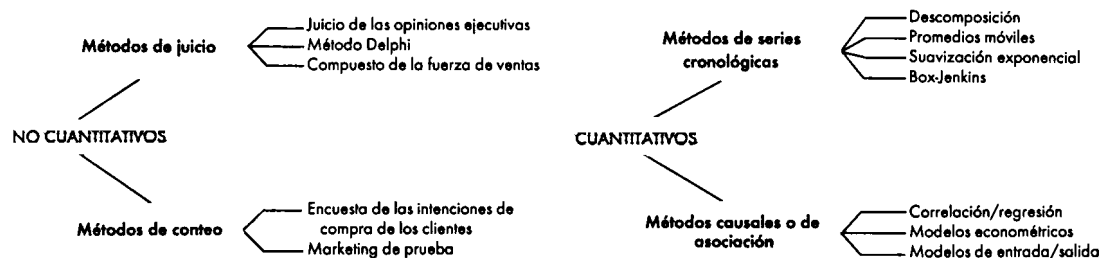 Métodos de juicio
Juicio de las opiniones ejecutivas
Método Delphi
Compuesto de la fuerza de ventas
NO CUANTITATIVOS
Métodos de conteo
Encuesta de las intenciones de
compra de los clientes
Marketing de prueba
Métodos de series
cronológicas
Descomposición
Promedios móviles
Suavización exponencial
Box-Jenkins
CUANTITATIVOS
Métodos causales o de
asociación
Correlación/regresión
Modelos econométricos
Modelos de entrada/salida